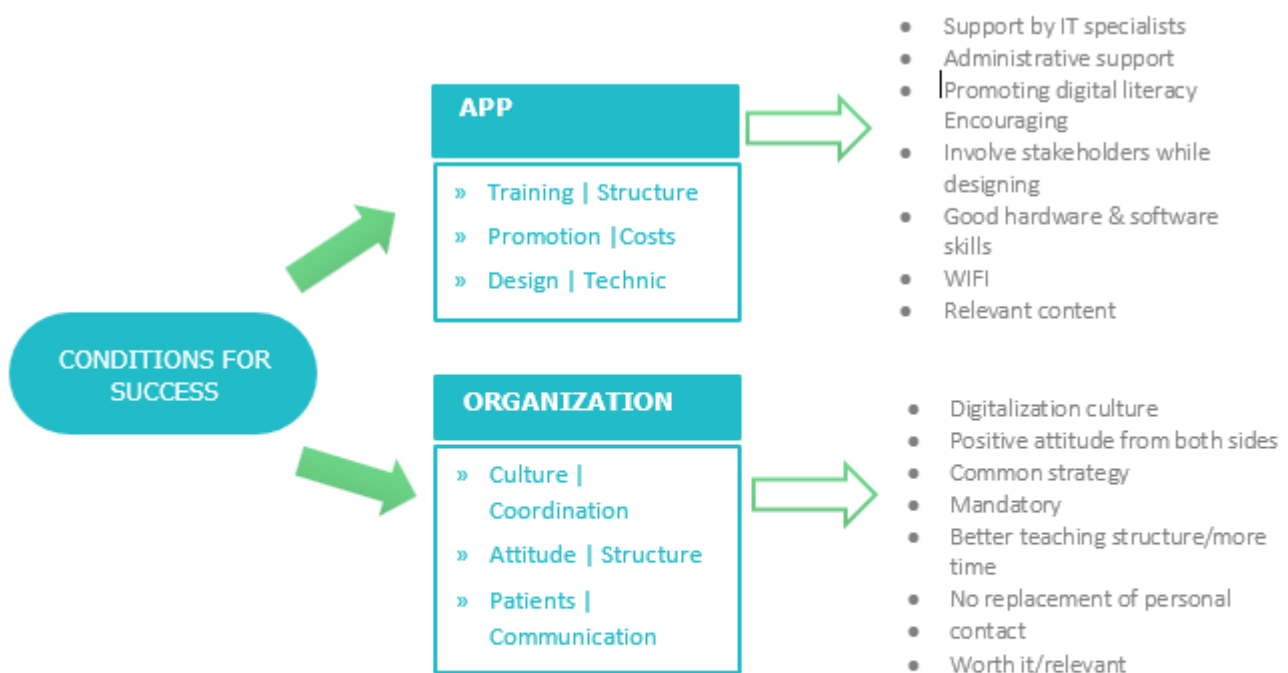 CONDITIONS FOR
SUCCESS
APP
» Training | Structure
» Promotion |Costs
» Design | Technic
● Support by IT specialists
● Administrative support
● Promoting digital literacy
Encouraging
● Involve stakeholders while
designing
● Good hardware & software
skills
● WIFI
● Relevant content
ORGANIZATION
» Culture |
Coordination
» Attitude | Structure
» Patients |
Communication
● Digitalization culture
● Positive attitude from both sides
● Common strategy
● Mandatory
● Better teaching structure/more
time
● No replacement of personal
● contact
● Worth it/relevant